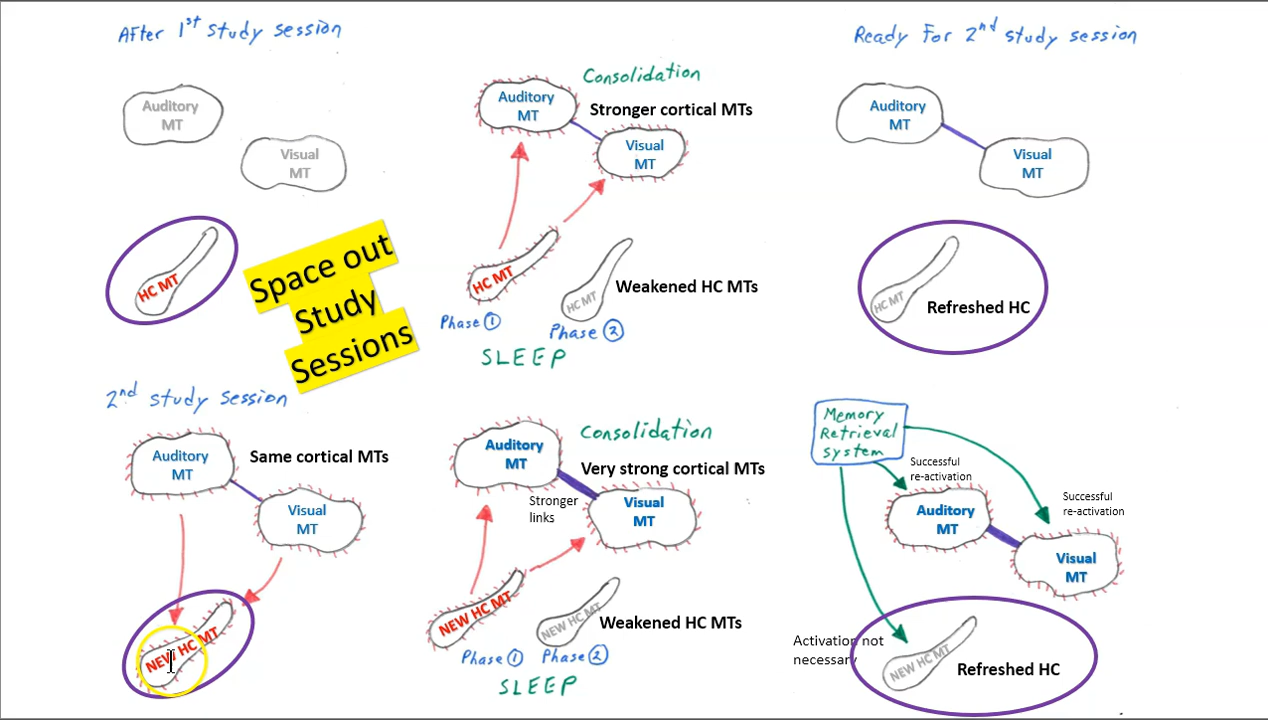 After 1st study session
Auditory
MT
Visual
MT
HC MT
Space out
Study
Sessions
Consolidation
Auditory
MT
Stronger cortical MTs
Visual
MT
HC MT
HC MT
Weakened HC MTs
Phase 1
Phase 2
SLEEP
Ready for 2nd study session
Auditory
MT
Visual
MT
HC MT
Refreshed HC
2nd study session
Auditory
MT
Same cortical MTs
Visual
MT
NEW HC MT
Consolidation
Auditory
MT
Very strong cortical MTs
Stronger
links
Visual
MT
NEW HC MT
NEW HC MT
Weakened HC MTs
Phase 1
Phase 2
SLEEP
Memory
Retrieval
system
Successful
re-activation
Successful
re-activation
Auditory
MT
Visual
MT
Activation not
necessary
NEW HC MT
Refreshed HC